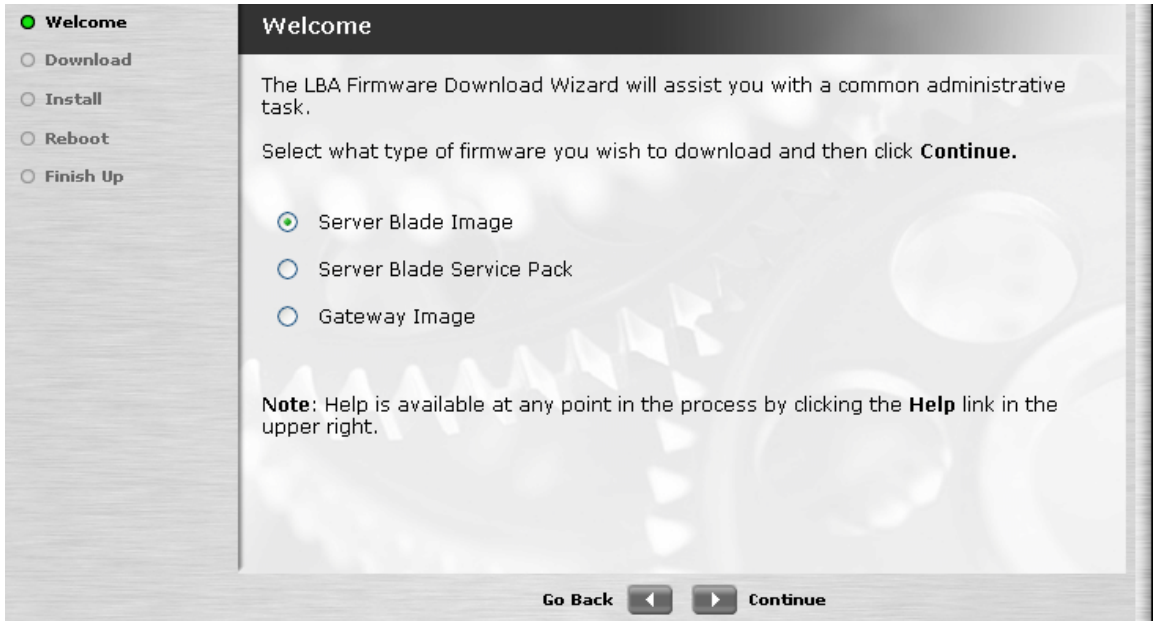 Welcome
Download
Install
Reboot
Finish Up
Welcome
The LBA Firmware Download Wizard will assist you with a common administrative
task.
Select what type of firmware you wish to download and then click Continue.
Server Blade Image
Server Blade Service Pack
Gateway Image
Note: Help is available at any point in the process by clicking the Help link in the
upper right.
Go Back Continue